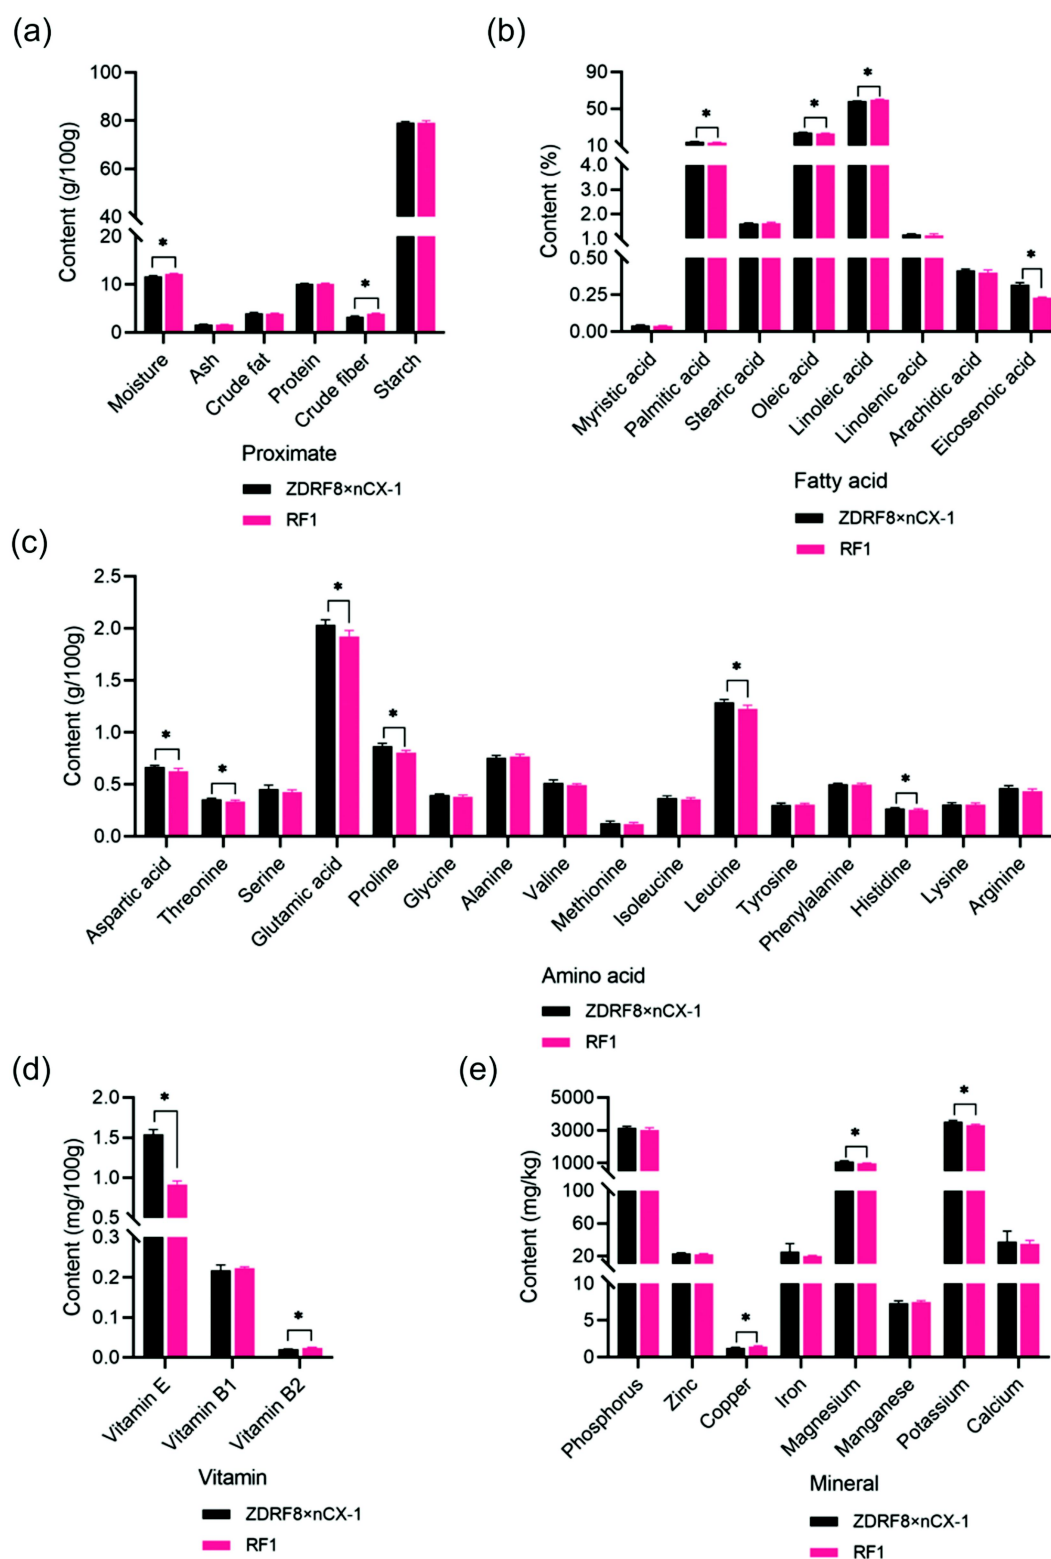 (a)
Content (g/100g)
100
80
60
40
20
10
0
*
*
Moisture
Ash
Crude fat
Protein
Crude fiber
Starch
Proximate
ZDRF8×nCX-1
RF1
(b)
Content (%)
90
50
10
4.0
3.0
2.0
1.0
0.50
0.25
0.00
*
*
*
*
Myristic acid
Palmitic acid
Stearic acid
Oleic acid
Linoleic acid
Linolenic acid
Arachidic acid
Eicosenoic acid
Fatty acid
ZDRF8×nCX-1
RF1
(c)
Content (g/100g)
2.5
2.0
1.5
1.0
0.5
0.0
*
*
*
*
*
*
Aspartic acid
Threonine
Serine
Glutamic acid
Proline
Glycine
Alanine
Valine
Methionine
Isoleucine
Leucine
Tyrosine
Phenylalanine
Histidine
Lysine
Arginine
Amino acid
ZDRF8×nCX-1
RF1
(d)
Content (mg/100g)
2.0
1.5
1.0
0.5
0.3
0.2
0.1
0.0
*
*
Vitamin E
Vitamin B1
Vitamin B2
Vitamin
ZDRF8×nCX-1
RF1
(e)
Content (mg/kg)
5000
3000
1000
100
60
20
10
5
0
*
*
*
Phosphorus
Zinc
Copper
Iron
Magnesium
Manganese
Potassium
Calcium
Mineral
ZDRF8×nCX-1
RF1